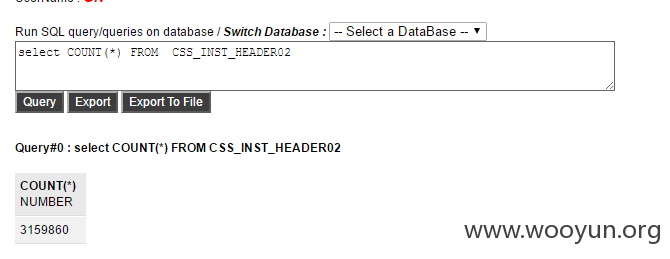 Run SQL query/queries on database / Switch Database : -- Select a DataBase --
select COUNT(*) FROM  CSS_INST_HEADER02
Query Export Export To File
Query#0 : select COUNT(*) FROM CSS_INST_HEADER02
COUNT(*)
NUMBER
3159860
www.wooyun.org